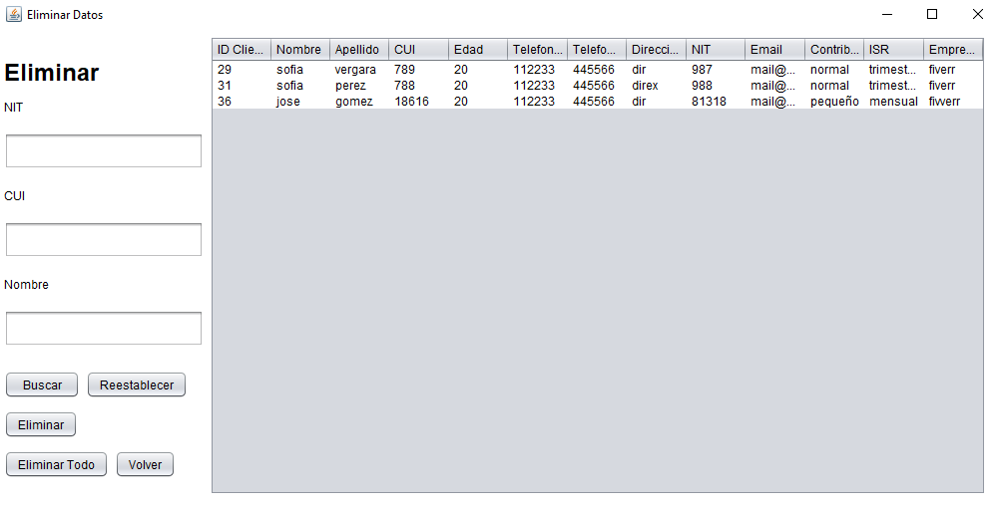 Eliminar Datos
Eliminar
NIT
CUI
Nombre
Buscar Reestablecer
Eliminar
Eliminar Todo Volver
ID Clie... Nombre Apellido CUI Edad Telefon... Telefo... Direcci... NIT Email Contrib... ISR Empre...
29 sofia vergara 789 20 112233 445566 dir 987 mail@... normal trimest... fiverr
31 sofia perez 788 20 112233 445566 direx 988 mail@... normal trimest... fiverr
36 jose gomez 18616 20 112233 445566 dir 81318 mail@... pequeño mensual fivverr